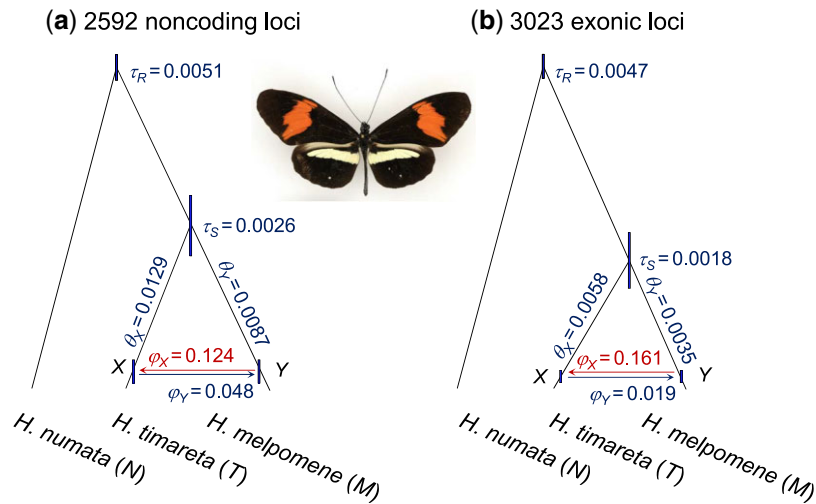 (a) 2592 noncoding loci
τR = 0.0051
τS = 0.0026
θX = 0.0129
θY = 0.0087
X
φX = 0.124
Y
φY = 0.048
H. numata (N)
H. timareta (T)
H. melpomene (M)
(b) 3023 exonic loci
τR = 0.0047
τS = 0.0018
θX = 0.0058
θY = 0.0035
X
φX = 0.161
Y
φY = 0.019
H. numata (N)
H. timareta (T)
H. melpomene (M)